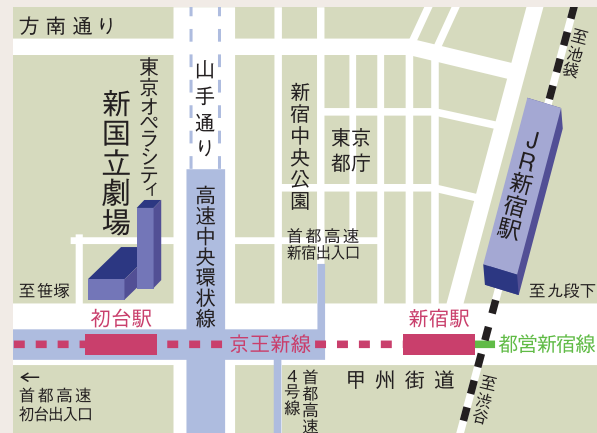 方南通り
山手通り
東京オペラシティ
新国立劇場
新宿中央公園
東京
都庁
至池袋
JR新宿駅
高速中央環状線
首都高速
新宿出入口
至笹塚
至九段下
初台駅
新宿駅
京王新線
都営新宿線
←
首都高速
初台出入口
首都高速
4号線
甲州街道
至渋谷